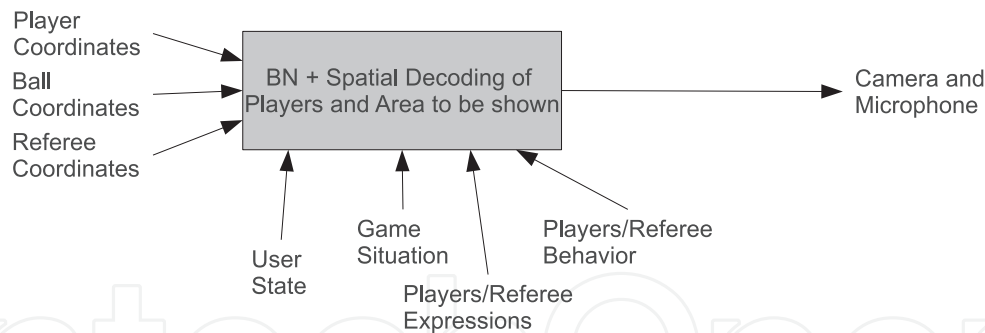 Player
Coordinates
Ball
Coordinates
Referee
Coordinates
BN + Spatial Decoding of
Players and Area to be shown
Camera and
Microphone
User
State
Game
Situation
Players/Referee
Expressions
Players/Referee
Behavior